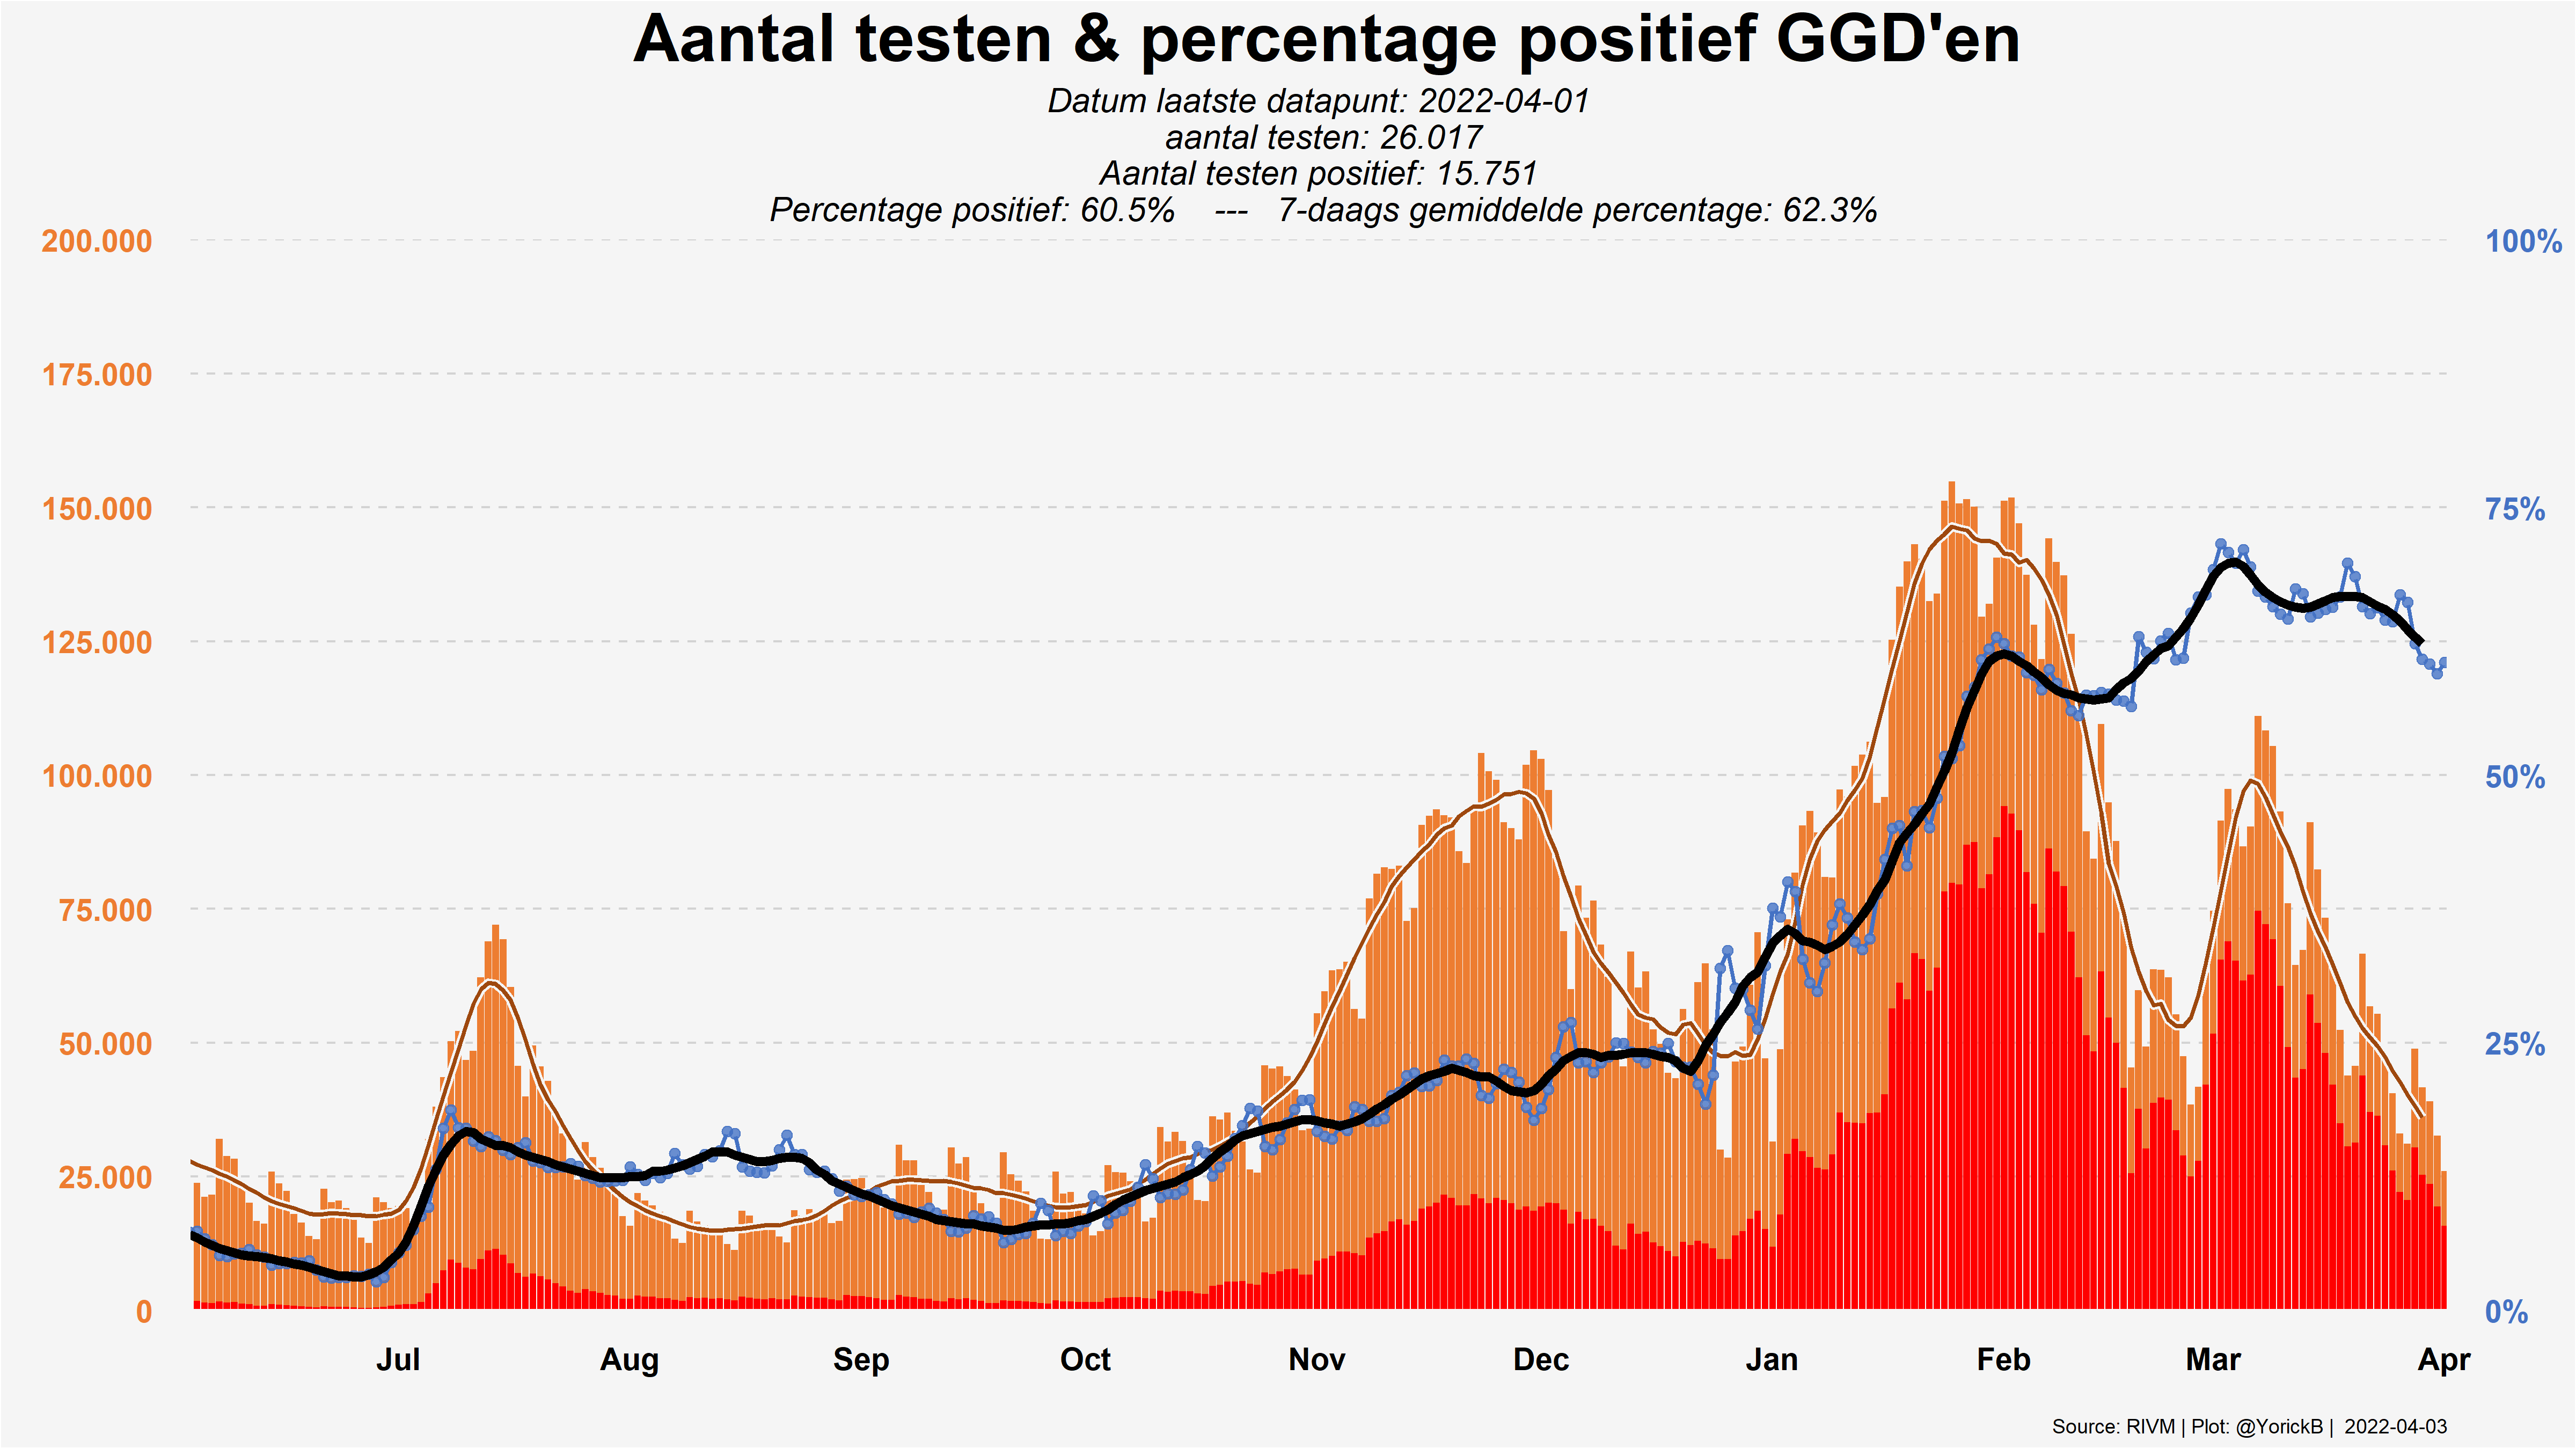 Aantal testen & percentage positief GGD'en
Datum laatste datapunt: 2022-04-01
aantal testen: 26.017
Aantal testen positief: 15.751
Percentage positief: 60.5% --- 7-daags gemiddelde percentage: 62.3%
200.000 100%
175.000
150.000 75%
125.000
100.000 50%
75.000
50.000 25%
25.000
0 0%
Jul Aug Sep Oct Nov Dec Jan Feb Mar Apr
Source: RIVM | Plot: @YorickB | 2022-04-03